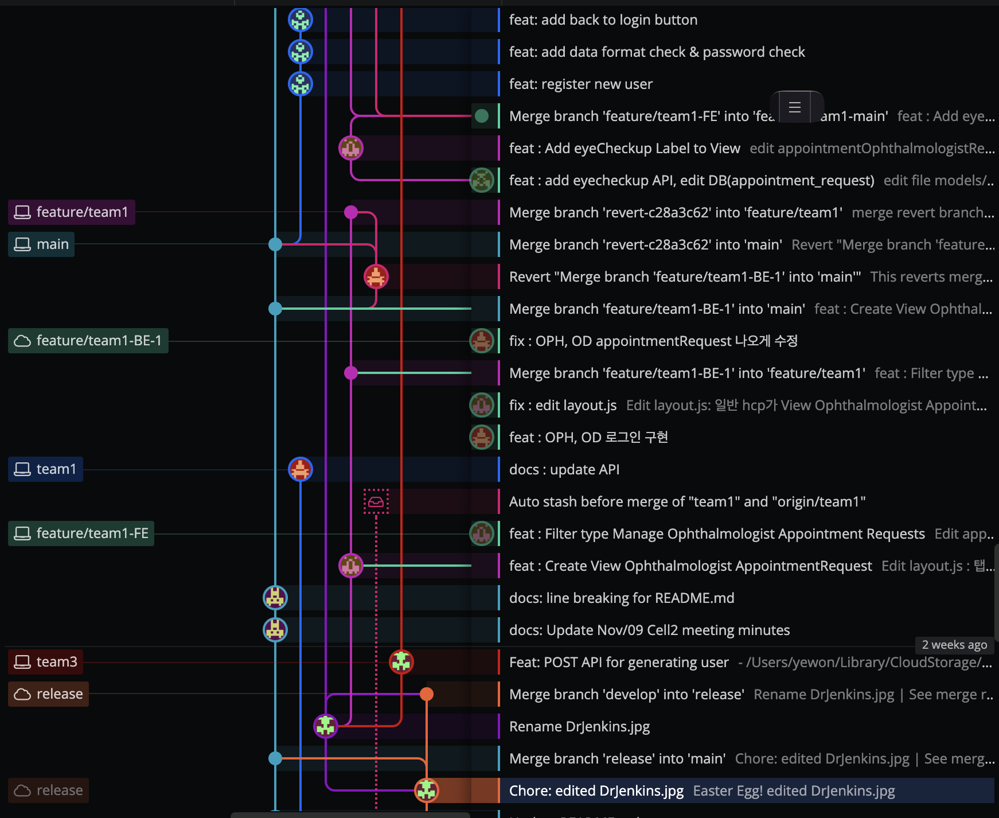 feat: add back to login button
feat: add data format check & password check
feat: register new user
Merge branch 'feature/team1-FE' into 'fea am1-main' feat : Add eye...
feat : Add eyeCheckup Label to View edit appointmentOphthalmologistRe...
feat : add eyecheckup API, edit DB(appointment_request) edit file models/..
feature/team1 Merge branch 'revert-c28a3c62' into 'feature/team1' merge revert branch...
main Merge branch 'revert-c28a3c62' into 'main' Revert "Merge branch 'feature...
Revert "Merge branch 'feature/team1-BE-1' into 'main'" This reverts merg...
Merge branch 'feature/team1-BE-1' into 'main' feat : Create View Ophthal...
feature/team1-BE-1 fix : OPH, OD appointmentRequest 나오게 수정
Merge branch 'feature/team1-BE-1' into 'feature/team1' feat : Filter type ...
fix : edit layout.js Edit layout.js: 일반 hcp가 View Ophthalmologist Appoint...
feat : OPH, OD 로그인 구현
team1 docs : update API
Auto stash before merge of "team1" and "origin/team1"
feature/team1-FE feat : Filter type Manage Ophthalmologist Appointment Requests Edit app..
feat : Create View Ophthalmologist AppointmentRequest Edit layout.js : 탭...
docs: line breaking for README.md
docs: Update Nov/09 Cell2 meeting minutes
2 weeks ago
team3 Feat: POST API for generating user - /Users/yewon/Library/CloudStorage/...
release Merge branch 'develop' into 'release' Rename DrJenkins.jpg | See merge r..
Rename DrJenkins.jpg
Merge branch 'release' into 'main' Chore: edited DrJenkins.jpg | See merg...
release Chore: edited DrJenkins.jpg Easter Egg! edited DrJenkins.jpg